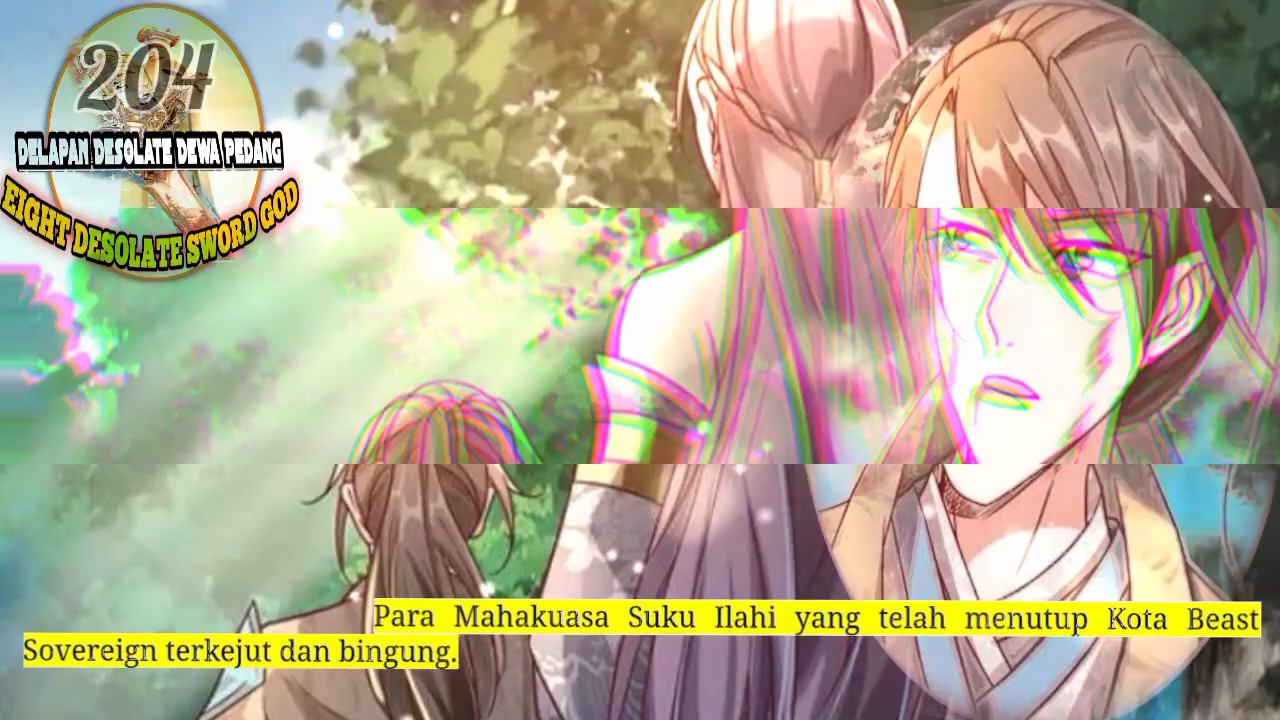 204
DELAPAN DESOLATE DEWA PEDANG
EIGHT DESOLATE SWORD GOD
Para Mahakuasa Suku Ilahi yang telah menutup Kota Beast
Sovereign terkejut dan bingung.